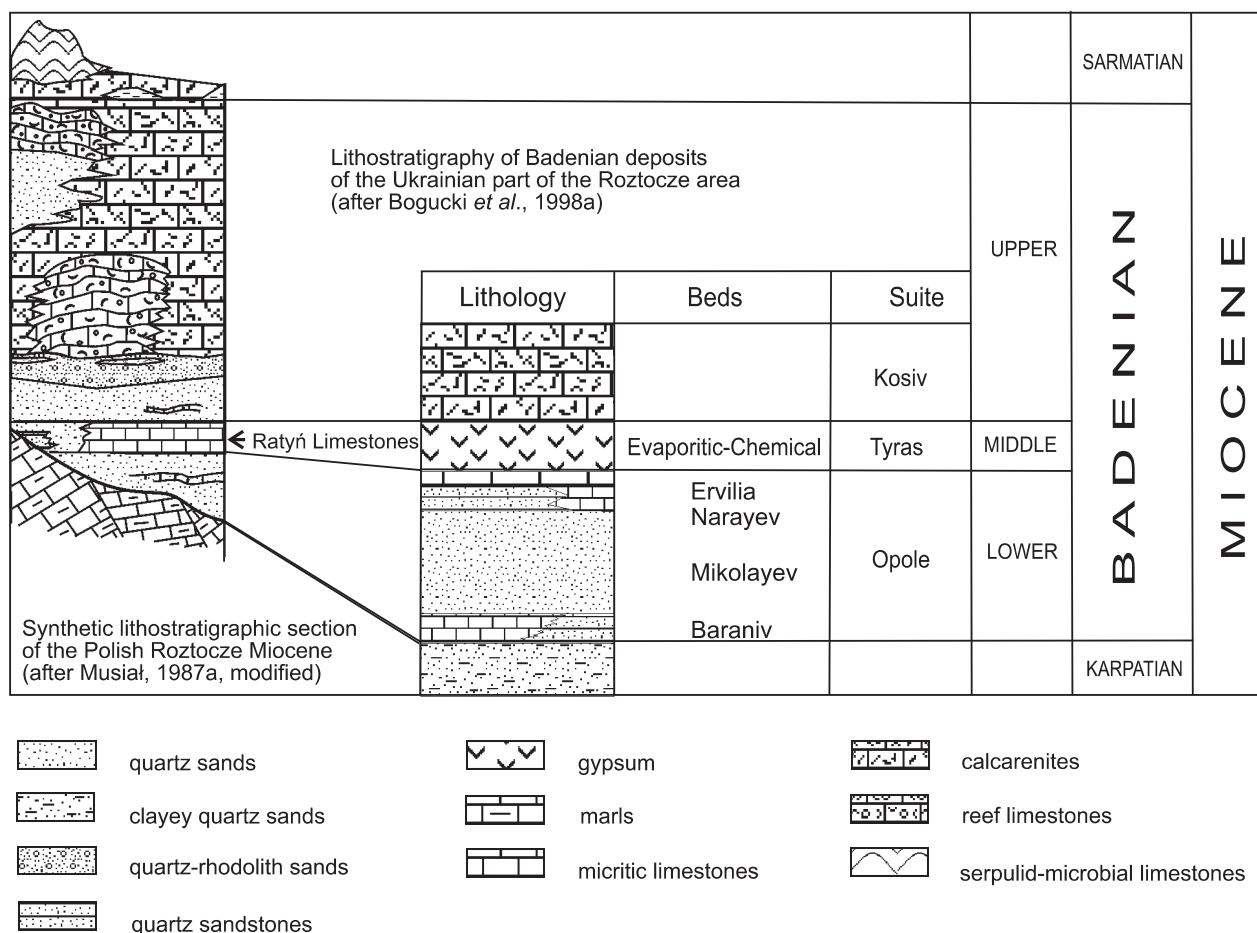 SARMATIAN
Lithostratigraphy of Badenian deposits
of the Ukrainian part of the Roztocze area
(after Bogucki et al., 1998a)
UPPER
BADENIAN
MIOCENE
Lithology
Beds
Suite
Kosiv
Ratyń Limestones
Evaporitic-Chemical
Tyras
MIDDLE
Ervilia
Narayev
Mikolayev
Baraniv
Opole
LOWER
Synthetic lithostratigraphic section
of the Polish Roztocze Miocene
(after Musiał, 1987a, modified)
KARPATIAN
quartz sands
gypsum
calcarenites
clayey quartz sands
marls
reef limestones
quartz-rhodolith sands
micritic limestones
serpulid-microbial limestones
quartz sandstones